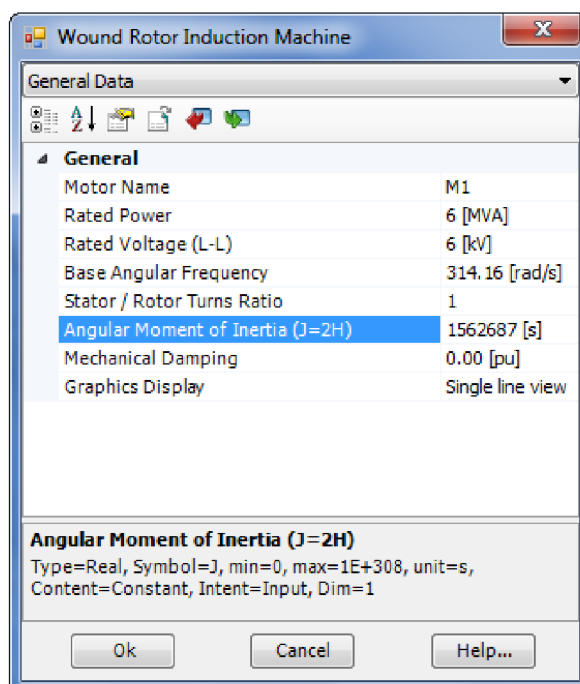 Wound Rotor Induction Machine
General Data
General
Motor Name M1
Rated Power 6 [MVA]
Rated Voltage (L-L) 6 [kV]
Base Angular Frequency 314.16 [rad/s]
Stator / Rotor Turns Ratio 1
Angular Moment of Inertia (J=2H) 1562687 [s]
Mechanical Damping 0.00 [pu]
Graphics Display Single line view
Angular Moment of Inertia (J=2H)
Type=Real, Symbol=J, min=0, max=1E+308, unit=s,
Content=Constant, Intent=Input, Dim=1
Ok Cancel Help...